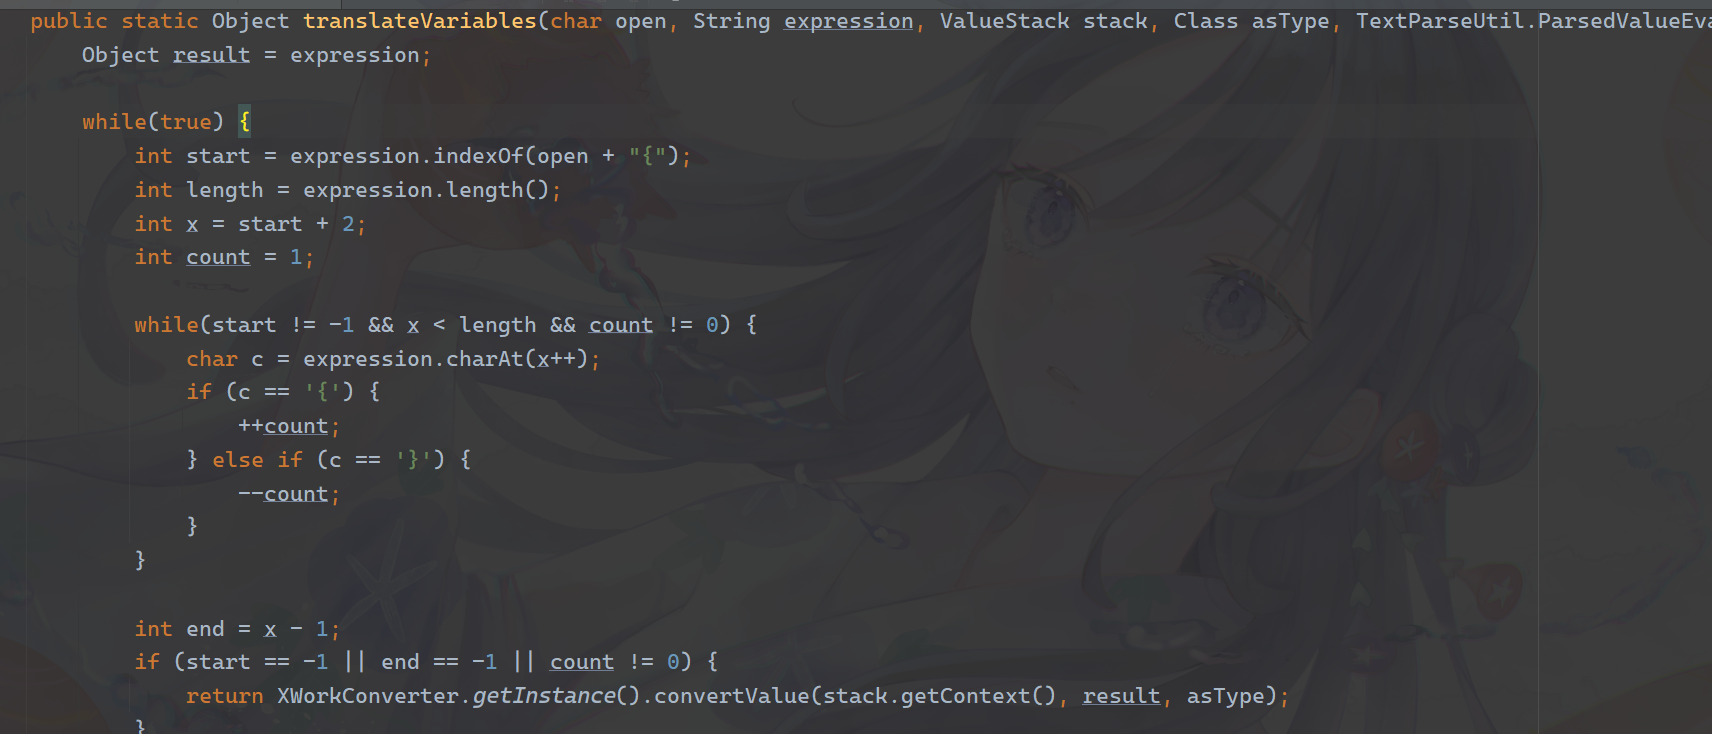 public static Object translateVariables(char open, String expression, ValueStack stack, Class asType, TextParseUtil.ParsedValueEva
Object result = expression;
while(true) {
int start = expression.indexOf(open + "{");
int length = expression.length();
int x = start + 2;
int count = 1;
while(start != -1 && x < length && count != 0) {
char c = expression.charAt(x++);
if (c == '{') {
++count;
} else if (c == '}') {
--count;
}
}
int end = x - 1;
if (start == -1 || end == -1 || count != 0) {
return XWorkConverter.getInstance().convertValue(stack.getContext(), result, asType);
}